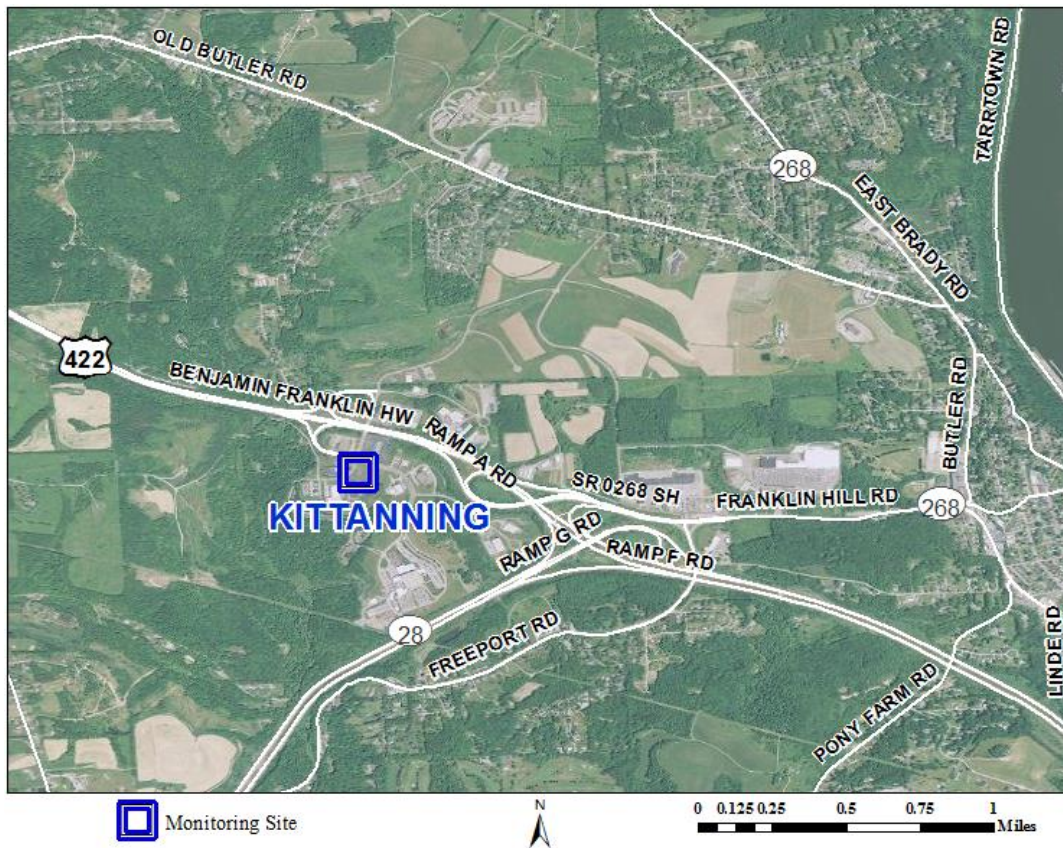 OLD BUTLER RD
TARRTOWN RD
268
EAST BRADY RD
422
BENJAMIN FRANKLIN HW
BUTLER RD
RAMP A RD
SR 0268 SH
FRANKLIN HILL RD
268
KITTANNING
RAMP G RD
RAMP F RD
28
FREEPORT RD
LINDE RD
PONY FARM RD
Monitoring Site
N
0 0.125 0.25 0.5 0.75 1
Miles